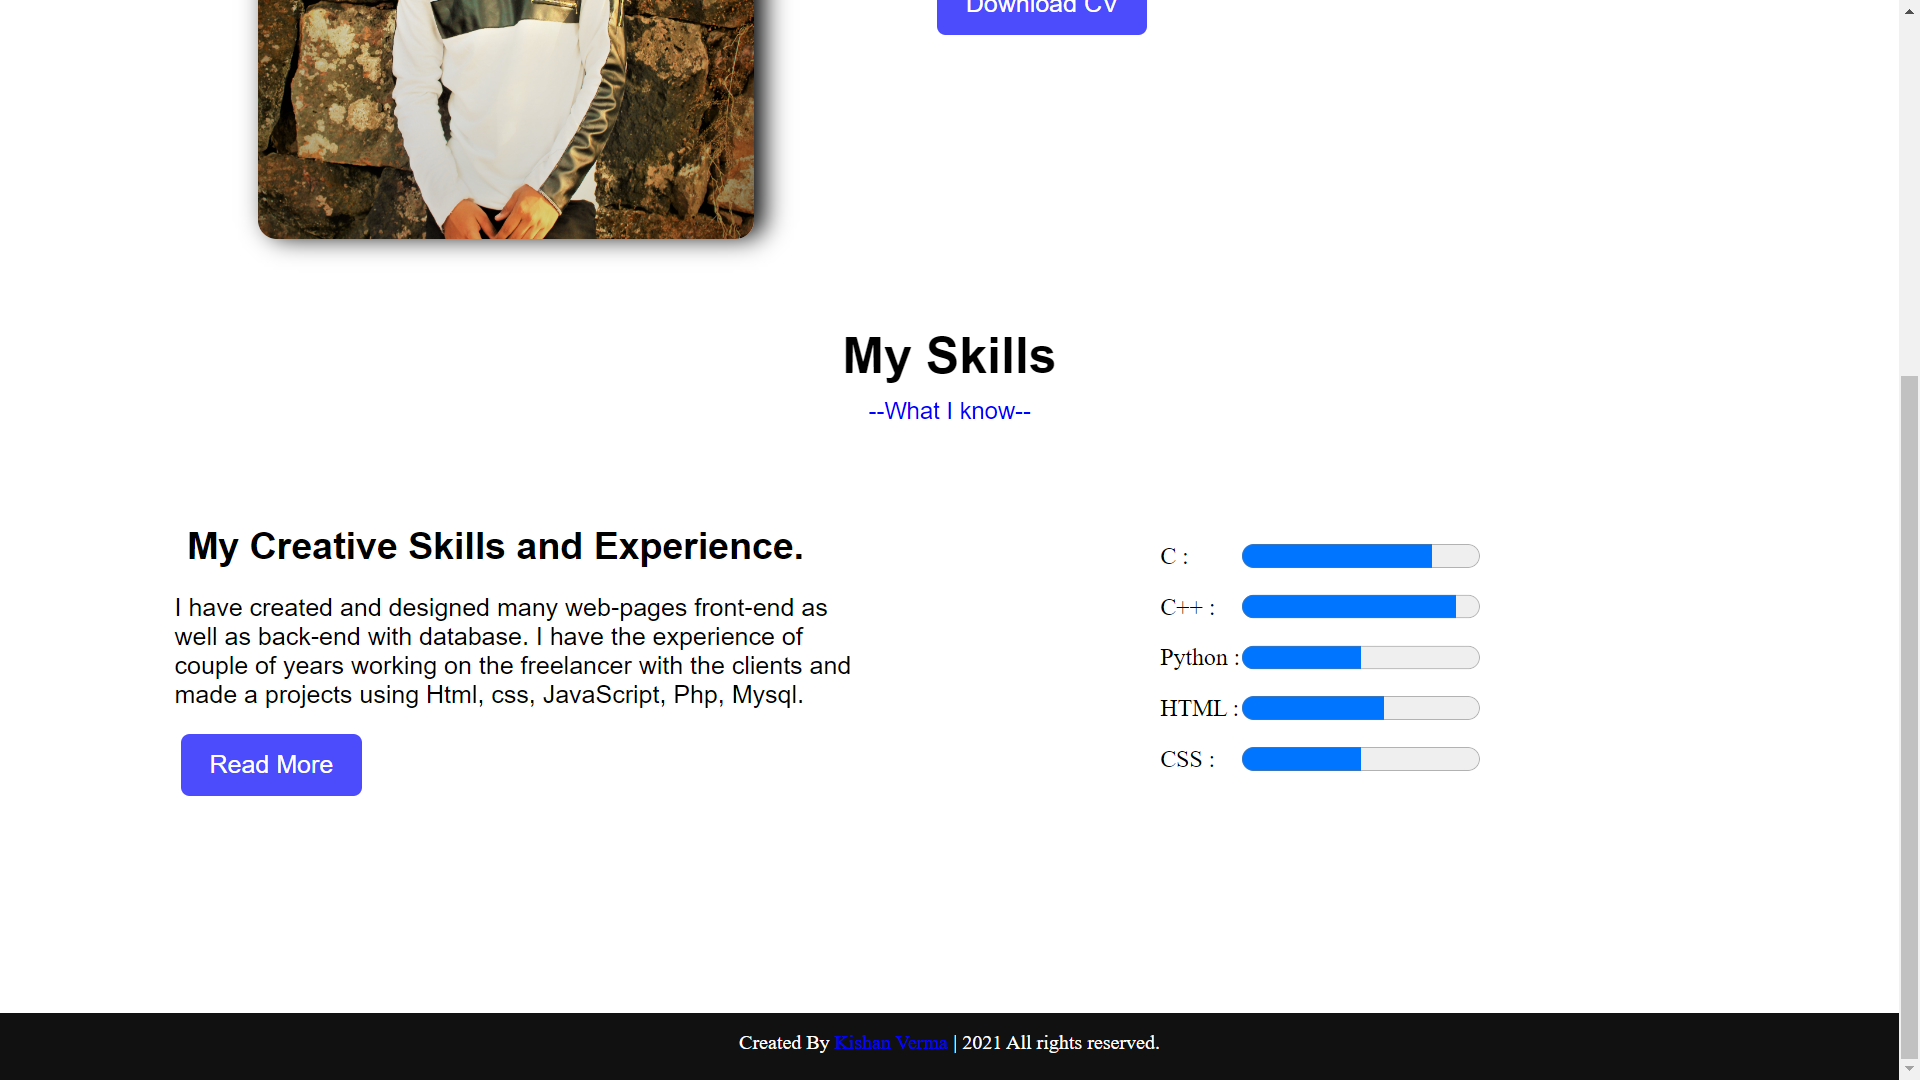 Download CV
My Skills
--What I know--
My Creative Skills and Experience.
I have created and designed many web-pages front-end as
well as back-end with database. I have the experience of
couple of years working on the freelancer with the clients and
made a projects using Html, css, JavaScript, Php, Mysql.
Read More
C :
C++ :
Python :
HTML :
CSS :
Created By Kishan Verma | 2021 All rights reserved.